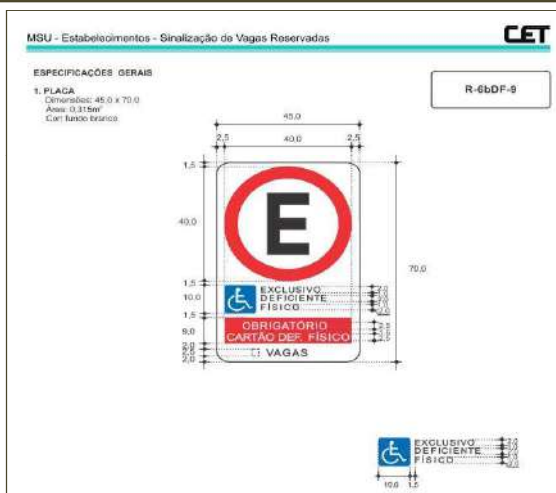 MSU - Estabelecimentos - Sinalização de Vagas Reservadas
CET
ESPECIFICAÇÕES GERAIS
R-6bDF-9
1. PLACA
Dimensões: 45,0 x 70,0
Área: 0,315m²
Com fundo branco
45,0
2,5 40,0 2,5
1,5
40,0
E
70,0
1,5
10,0
EXCLUSIVO
DEFICIENTE
FÍSICO
1,5
9,0
OBRIGATÓRIO
CARTÃO DEF. FÍSICO
2,0
2,0
VAGAS
EXCLUSIVO
DEFICIENTE
FÍSICO
10,0 1,5